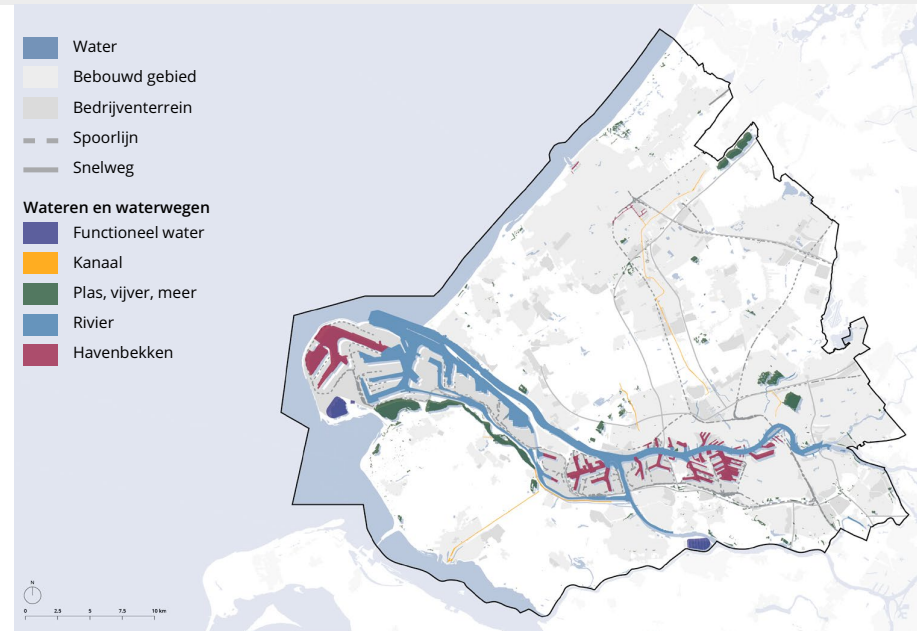 Water
Bebouwd gebied
Bedrijventerrein
Spoorlijn
Snelweg
Wateren en waterwegen
Functioneel water
Kanaal
Plas, vijver, meer
Rivier
Havenbekken
N
0 2.5 5 7.5 10 km